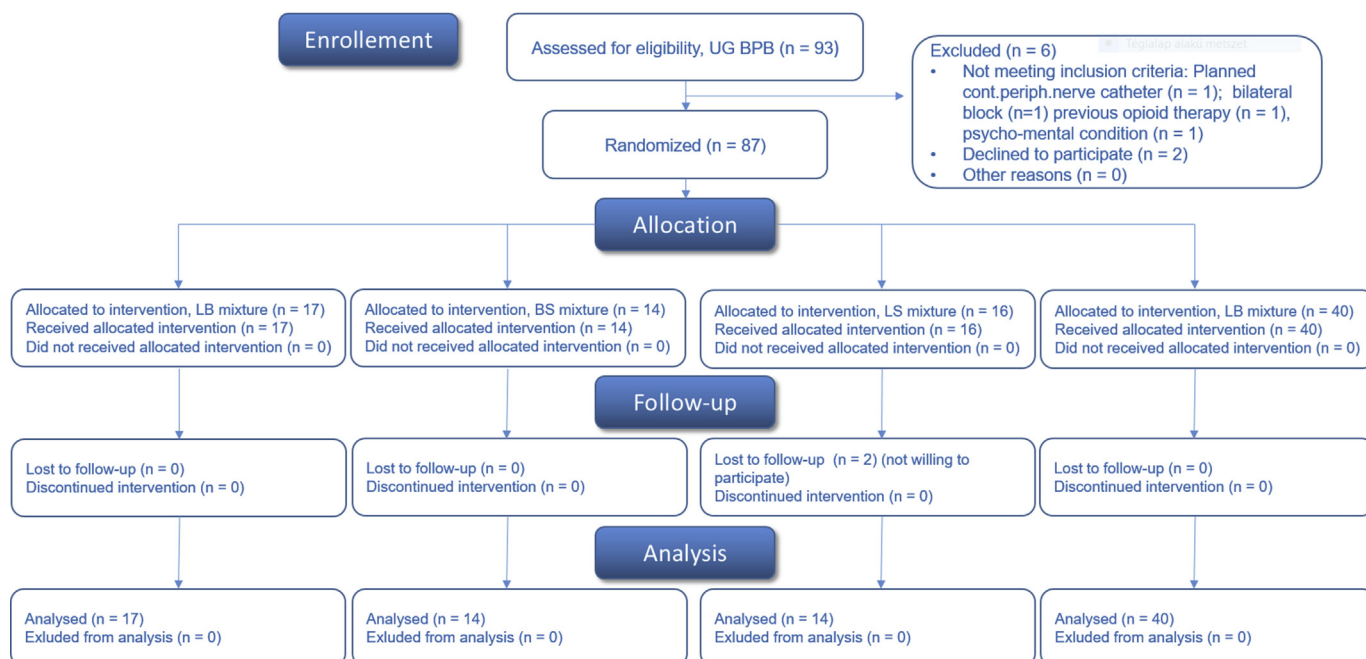 Enrollement
Assessed for eligibility, UG BPB (n = 93)
Téglalap alakú metszet
Excluded (n = 6)
• Not meeting inclusion criteria: Planned
cont.periph.nerve catheter (n = 1); bilateral
block (n=1) previous opioid therapy (n = 1),
psycho-mental condition (n = 1)
• Declined to participate (n = 2)
• Other reasons (n = 0)
Randomized (n = 87)
Allocation
Allocated to intervention, LB mixture (n = 17)
Received allocated intervention (n = 17)
Did not received allocated intervention (n = 0)
Allocated to intervention, BS mixture (n = 14)
Received allocated intervention (n = 14)
Did not received allocated intervention (n = 0)
Allocated to intervention, LS mixture (n = 16)
Received allocated intervention (n = 16)
Did not received allocated intervention (n = 0)
Allocated to intervention, LB mixture (n = 40)
Received allocated intervention (n = 40)
Did not received allocated intervention (n = 0)
Follow-up
Lost to follow-up (n = 0)
Discontinued intervention (n = 0)
Lost to follow-up (n = 0)
Discontinued intervention (n = 0)
Lost to follow-up (n = 2) (not willing to
participate)
Discontinued intervention (n = 0)
Lost to follow-up (n = 0)
Discontinued intervention (n = 0)
Analysis
Analysed (n = 17)
Exluded from analysis (n = 0)
Analysed (n = 14)
Exluded from analysis (n = 0)
Analysed (n = 14)
Exluded from analysis (n = 0)
Analysed (n = 40)
Exluded from analysis (n = 0)